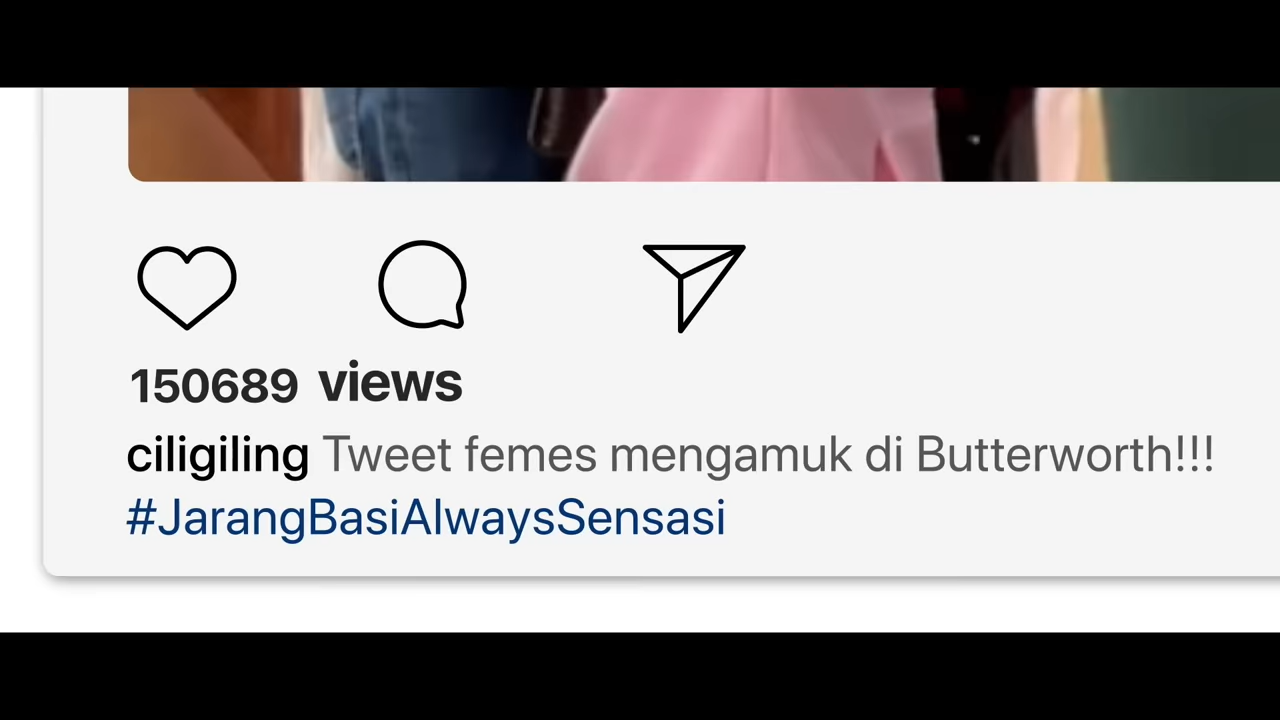 150689 views
ciligiling Tweet femes mengamuk di Butterworth!!!
#JarangBasiAlwaysSensasi